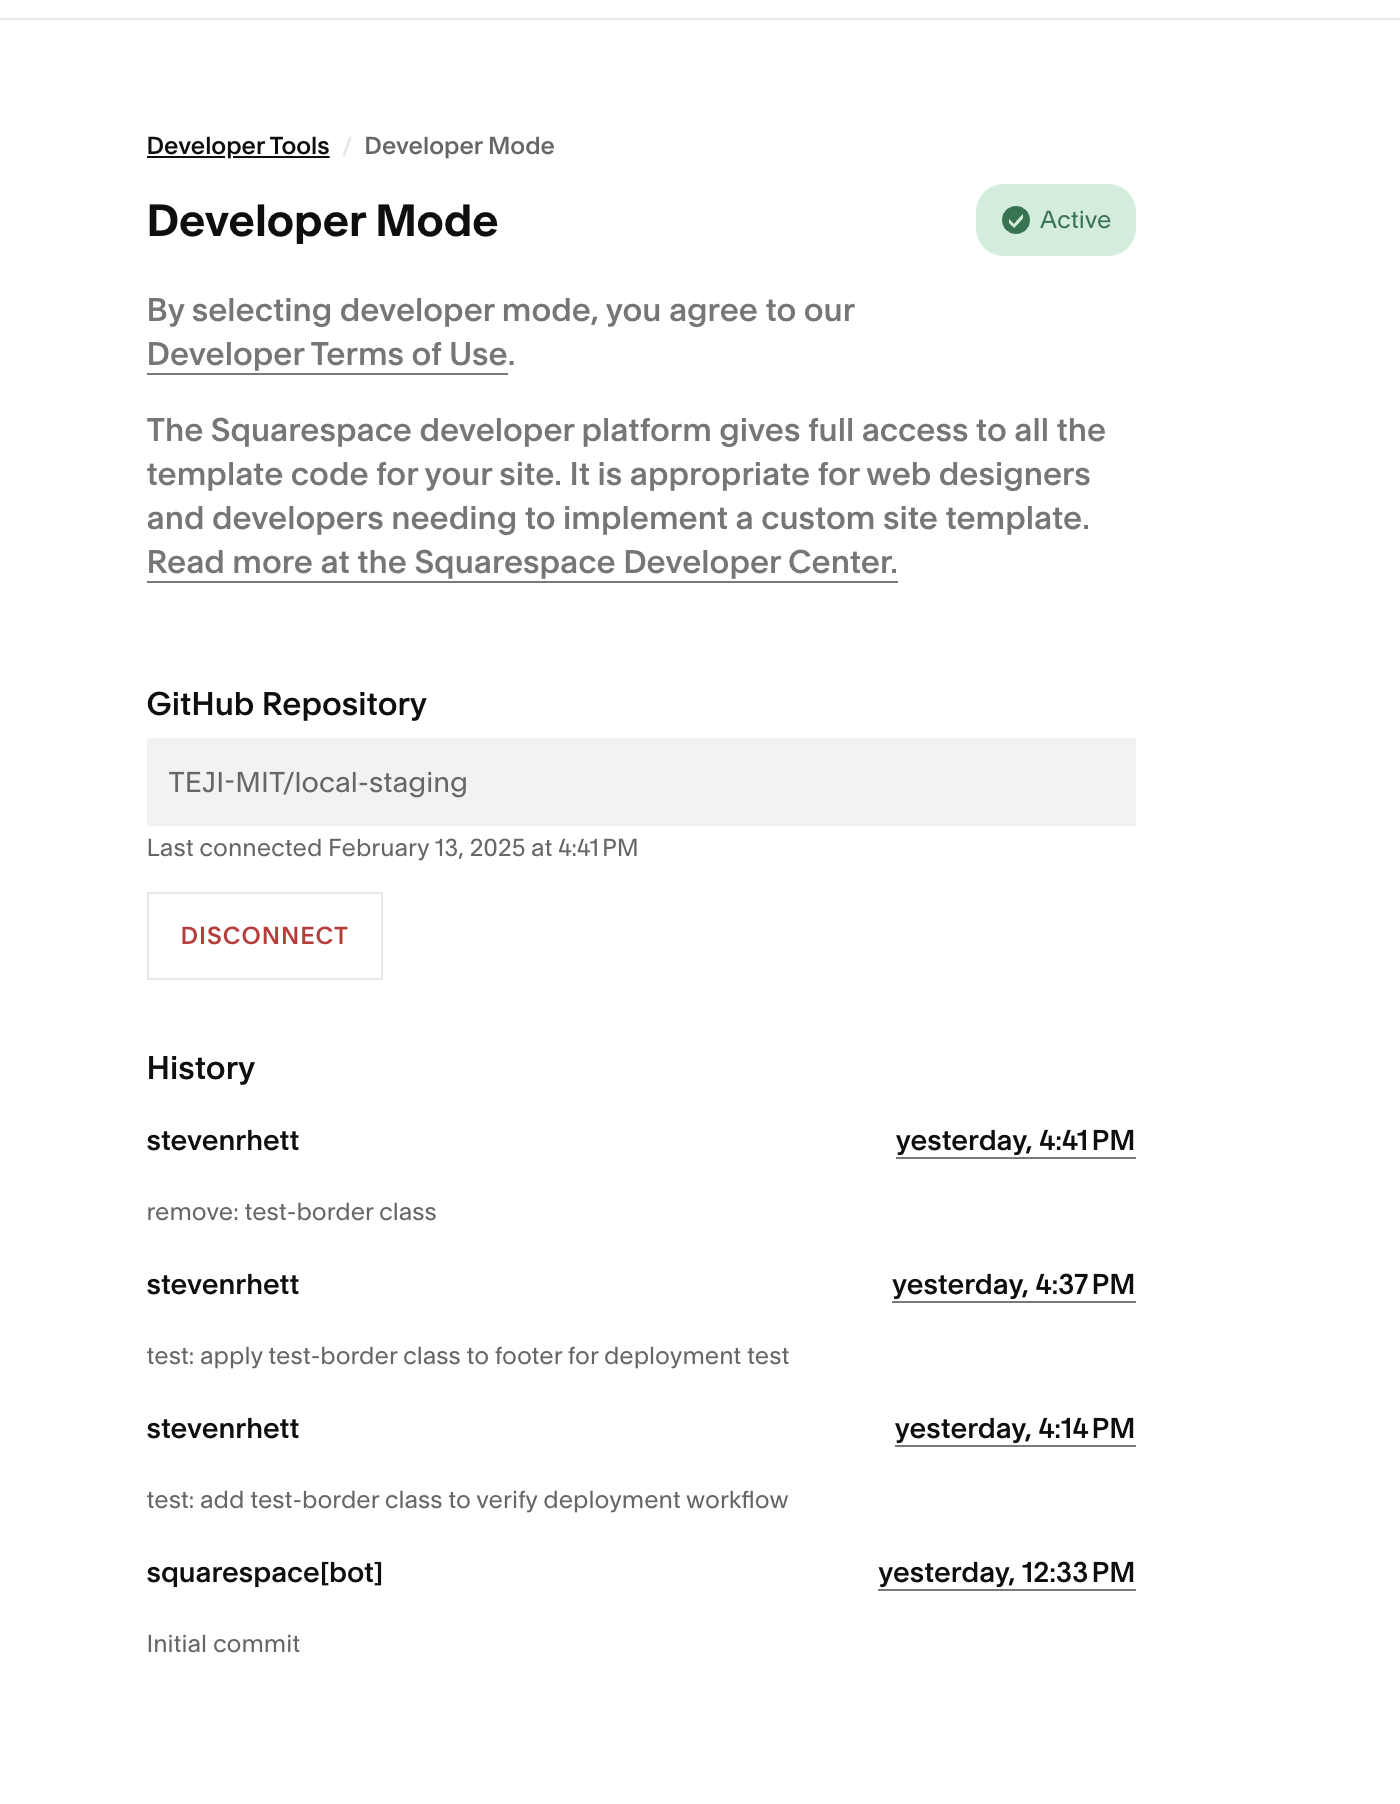 Developer Tools / Developer Mode
Developer Mode
Active
By selecting developer mode, you agree to our
Developer Terms of Use.
The Squarespace developer platform gives full access to all the
template code for your site. It is appropriate for web designers
and developers needing to implement a custom site template.
Read more at the Squarespace Developer Center.
GitHub Repository
TEJI-MIT/local-staging
Last connected February 13, 2025 at 4:41 PM
DISCONNECT
History
stevenrhett yesterday, 4:41 PM
remove: test-border class
stevenrhett yesterday, 4:37 PM
test: apply test-border class to footer for deployment test
stevenrhett yesterday, 4:14 PM
test: add test-border class to verify deployment workflow
squarespace[bot] yesterday, 12:33 PM
Initial commit